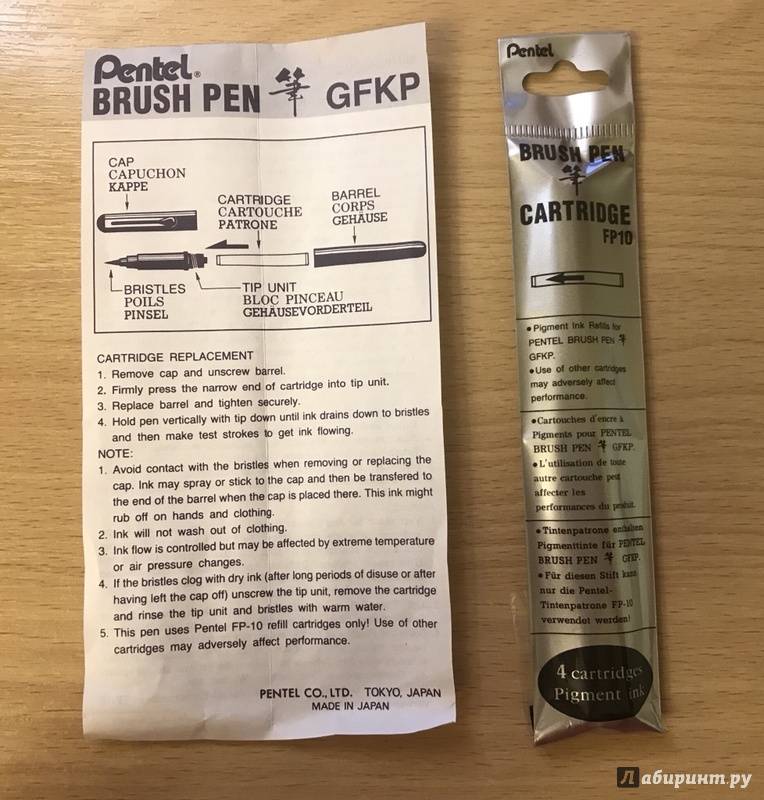 Pentel®
BRUSH PEN 筆 GFKP
CAP
CAPUCHON
KAPPE
CARTRIDGE
CARTOUCHE
PATRONE
BARREL
CORPS
GEHÄUSE
BRISTLES
POILS
PINSEL
TIP UNIT
BLOC PINCEAU
GEHÄUSEVORDERTEIL
CARTRIDGE REPLACEMENT
1. Remove cap and unscrew barrel.
2. Firmly press the narrow end of cartridge into tip unit.
3. Replace barrel and tighten securely.
4. Hold pen vertically with tip down until ink drains down to bristles
and then make test strokes to get ink flowing.
NOTE:
1. Avoid contact with the bristles when removing or replacing the
cap. Ink may spray or stick to the cap and then be transfered to
the end of the barrel when the cap is placed there. This ink might
rub off on hands and clothing.
2. Ink will not wash out of clothing.
3. Ink flow is controlled but may be affected by extreme temperature
or air pressure changes.
4. If the bristles clog with dry ink (after long periods of disuse or after
having left the cap off) unscrew the tip unit, remove the cartridge
and rinse the tip unit and bristles with warm water.
5. This pen uses Pentel FP-10 refill cartridges only! Use of other
cartridges may adversely affect performance.
PENTEL CO., LTD. TOKYO, JAPAN
MADE IN JAPAN
Pentel
BRUSH PEN
筆
CARTRIDGE
FP10
●Pigment Ink Refills for
PENTEL BRUSH PEN 筆
GFKP.
●Use of other cartridges
may adversely affect
performance.
●Cartouches d'encre à
Pigments pour PENTEL
BRUSH PEN 筆 GFKP.
●L'utilisation de toute
autre cartouche peut
affecter les
performances du produit.
●Tintenpatrone enthalten
Pigmenttinte für PENTEL
BRUSH PEN 筆 GFKP.
●Für diesen Stift kann
nur die Pentel-
Tintenpatrone FP-10
verwendet werden!
4 cartridges
Pigment ink
Лабиринт.ру